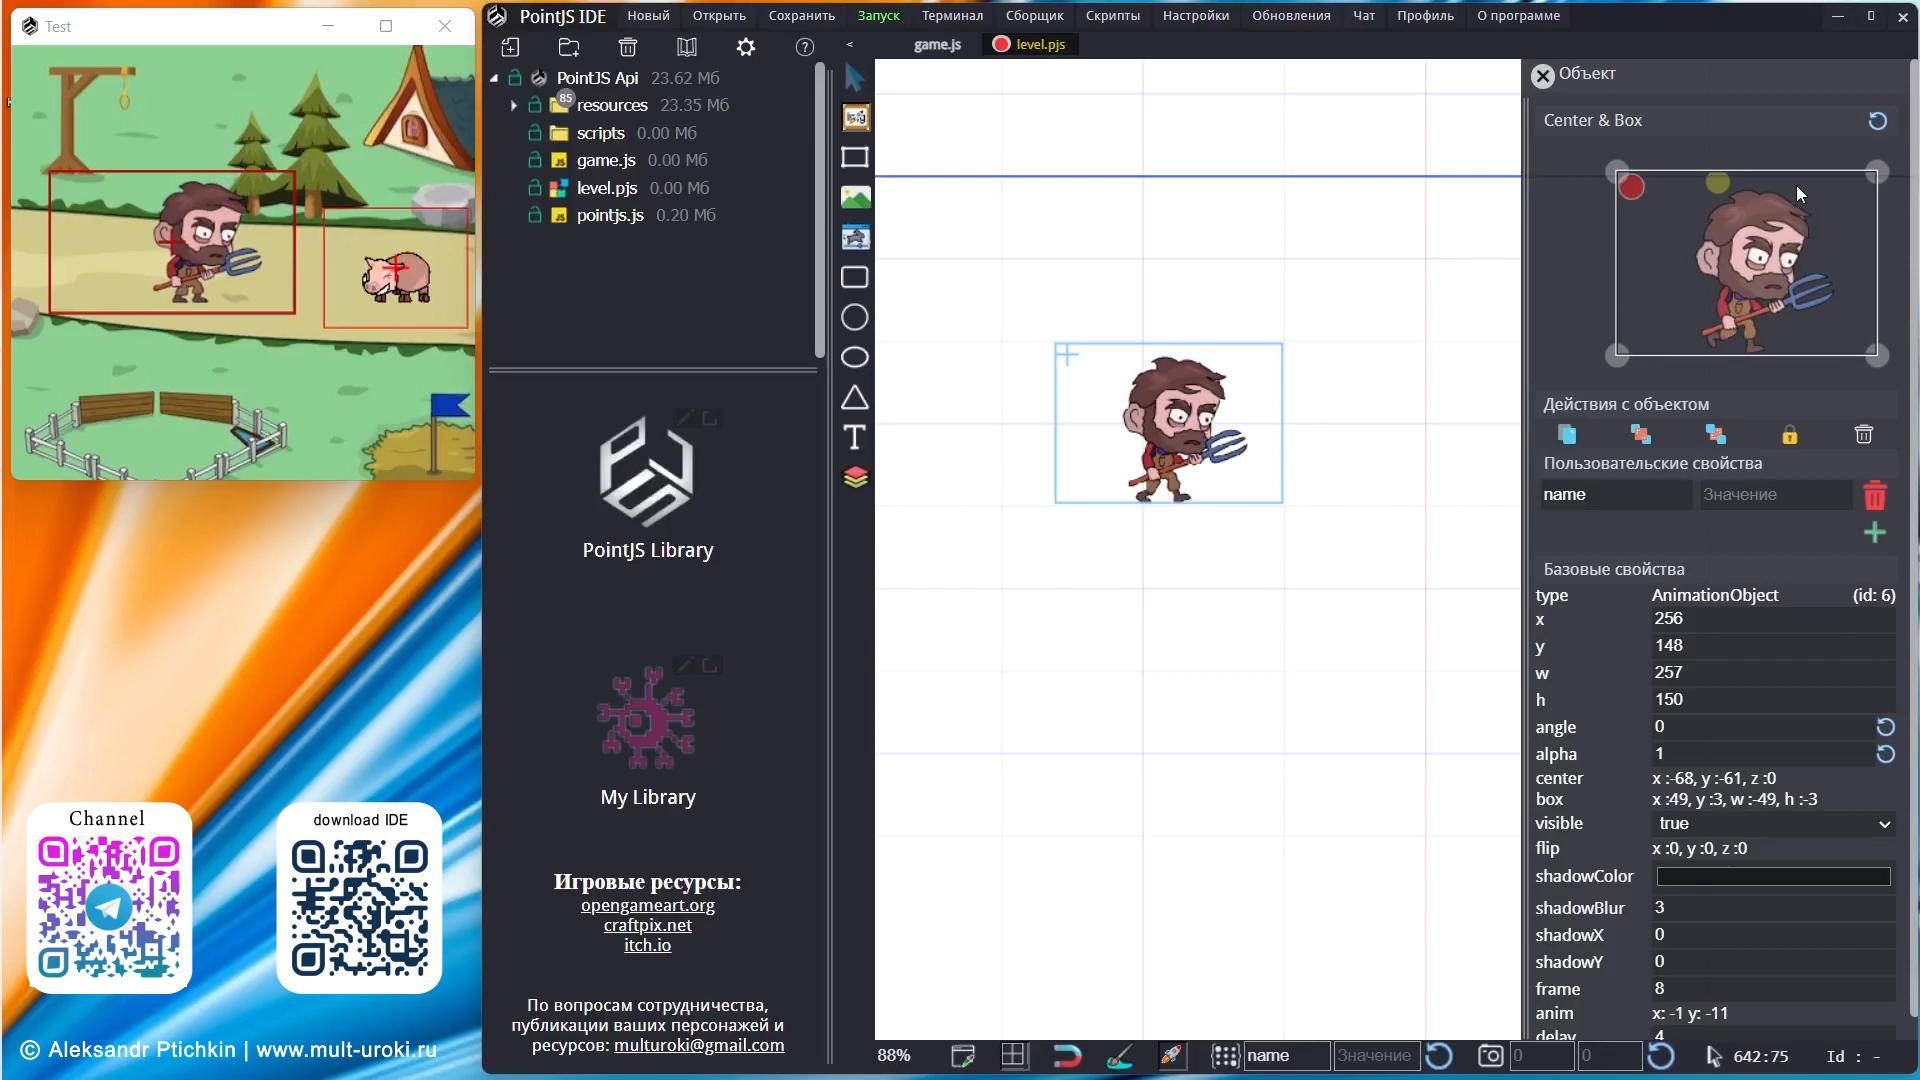 Test
PointJS IDE
Новый
Открыть
Сохранить
Запуск
Терминал
Сборщик
Скрипты
Настройки
Обновления
Чат
Профиль
О программе
<
game.js
level.pjs
PointJS Api 23.62 Мб
85
resources 23.35 Мб
scripts 0.00 Мб
game.js 0.00 Мб
level.pjs 0.00 Мб
pointjs.js 0.20 Мб
PointJS Library
My Library
Игровые ресурсы:
opengameart.org
craftpix.net
itch.io
По вопросам сотрудничества,
публикации ваших персонажей и
ресурсов: multuroki@gmail.com
Объект
Center & Box
Действия с объектом
Пользовательские свойства
name Значение
Базовые свойства
type AnimationObject (id: 6)
x 256
y 148
w 257
h 150
angle 0
alpha 1
center x :-68, y :-61, z :0
box x :49, y :3, w :-49, h :-3
visible true
flip x :0, y :0, z :0
shadowColor
shadowBlur 3
shadowX 0
shadowY 0
frame 8
anim x: -1 y: -11
delay 4
88%
name Значение
0 0
642:75
Id : -
Channel
download IDE
© Aleksandr Ptichkin | www.mult-uroki.ru